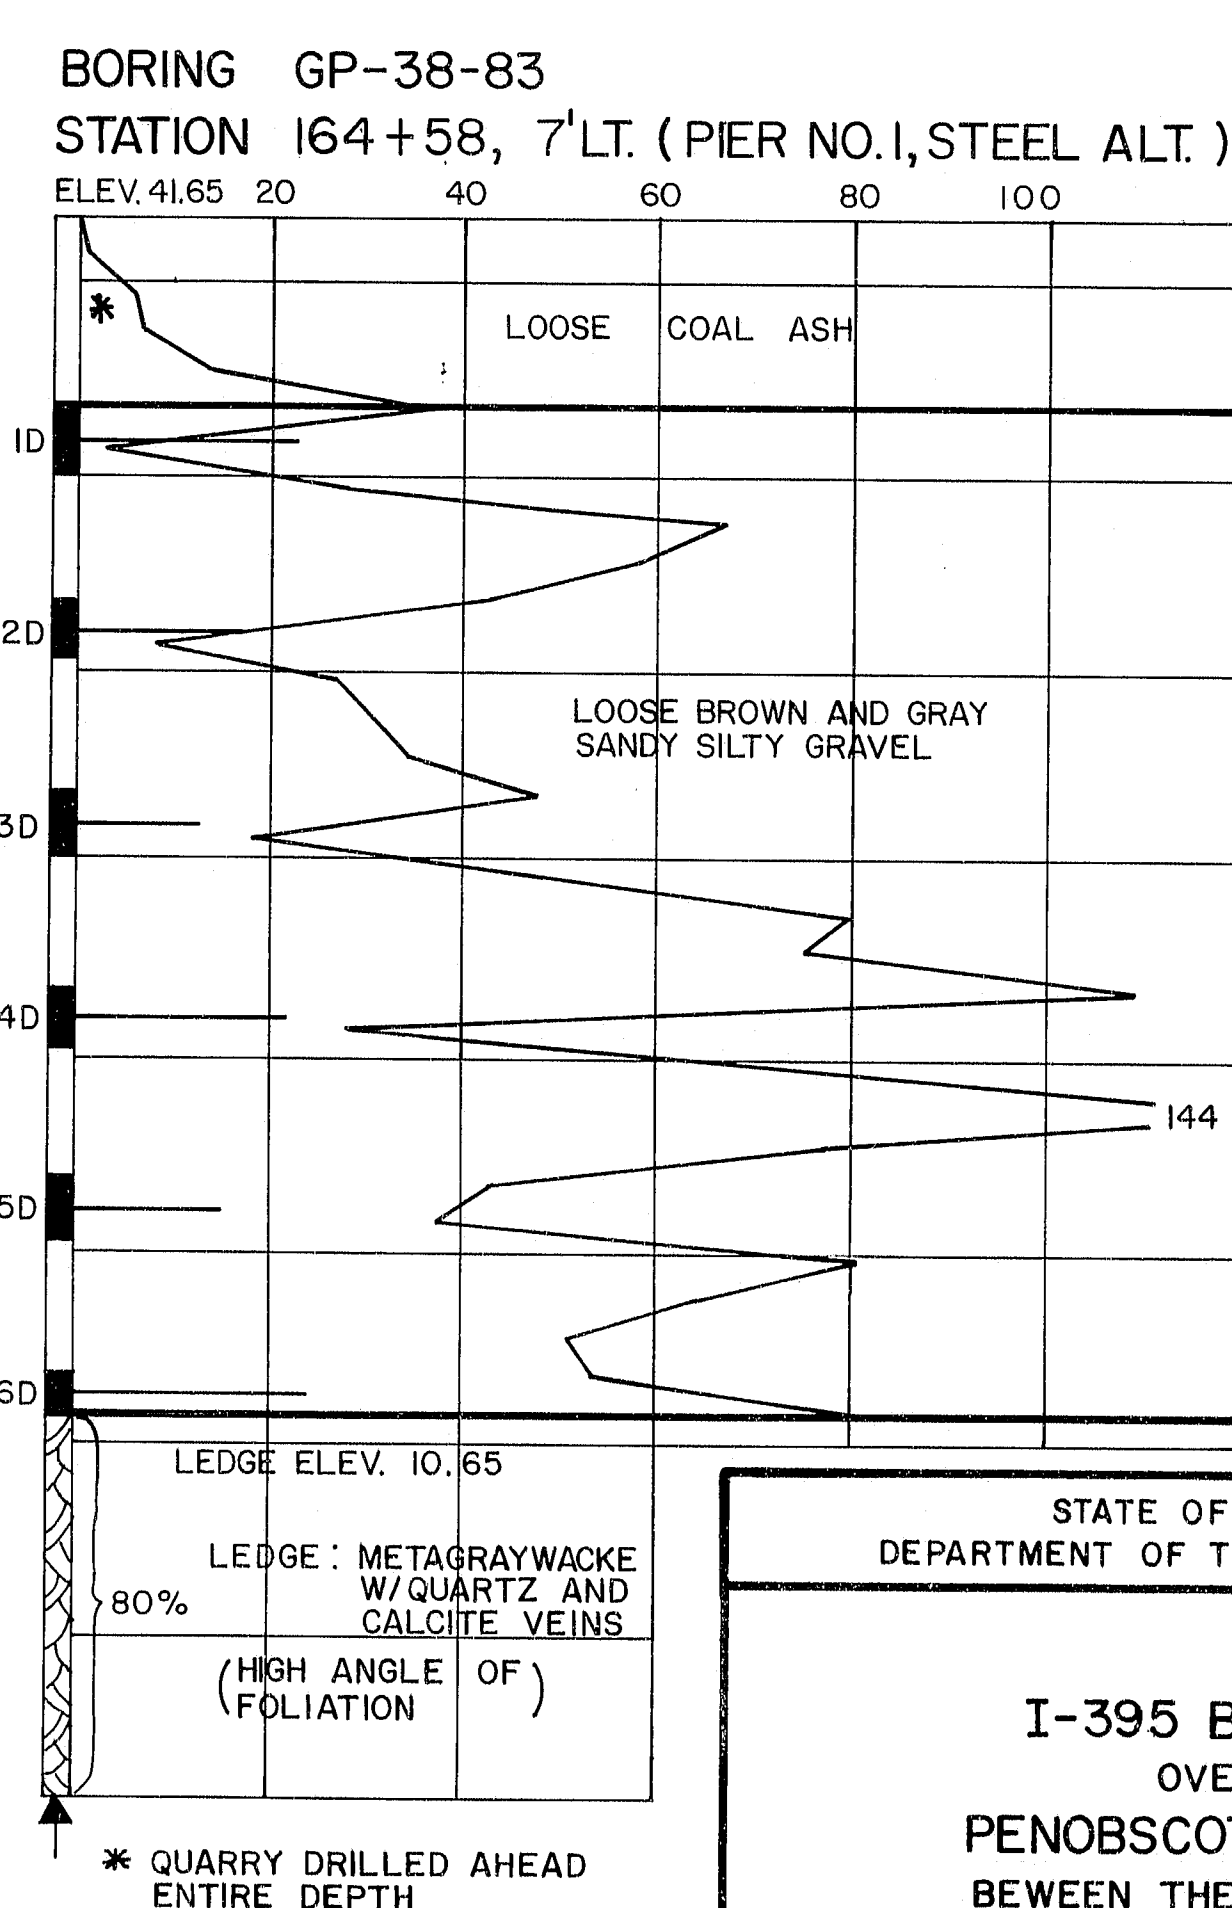 BORING GP-38-83
STATION 164+58, 7'LT. (PIER NO.1, STEEL ALT.)
ELEV. 41.65 20 40 60 80 100
*
LOOSE COAL ASH
1D
2D
LOOSE BROWN AND GRAY
SANDY SILTY GRAVEL
3D
4D
144
5D
6D
LEDGE ELEV. 10.65
LEDGE: METAGRAYWACKE
W/QUARTZ AND
CALCITE VEINS
80%
(HIGH ANGLE OF
FOLIATION)
* QUARRY DRILLED AHEAD
ENTIRE DEPTH
STATE OF
DEPARTMENT OF T
I-395 B
OVE
PENOBSCOT
BEWEEN THE